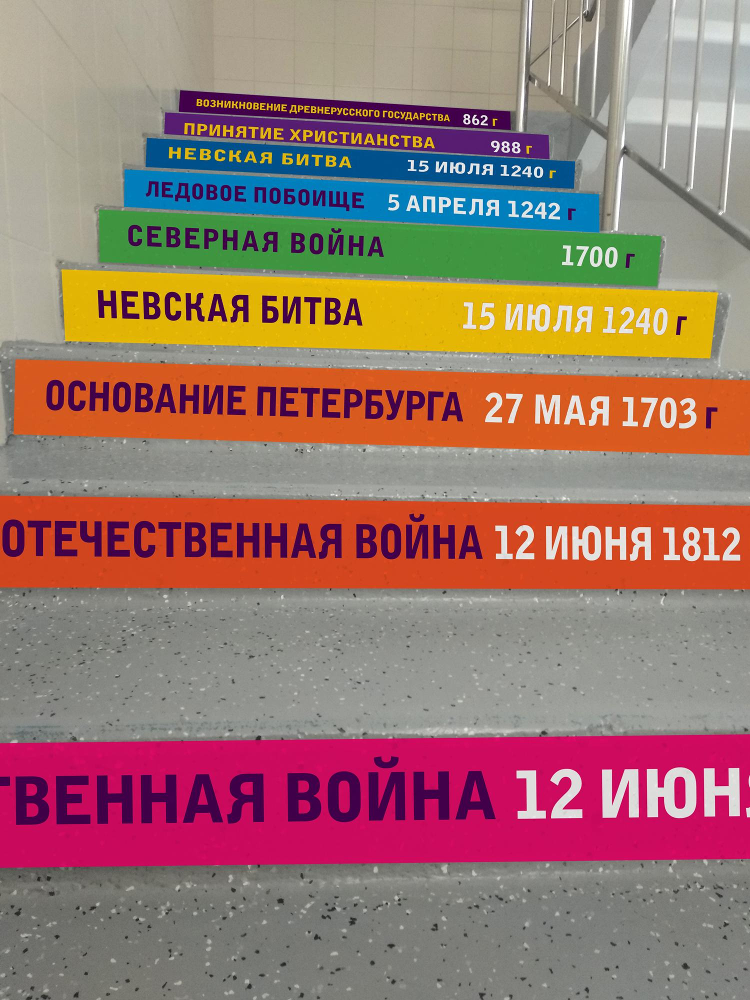 ВОЗНИКНОВЕНИЕ ДРЕВНЕРУССКОГО ГОСУДАРСТВА 862 г
ПРИНЯТИЕ ХРИСТИАНСТВА 988 г
НЕВСКАЯ БИТВА 15 ИЮЛЯ 1240 г
ЛЕДОВОЕ ПОБОИЩЕ 5 АПРЕЛЯ 1242 г
СЕВЕРНАЯ ВОЙНА 1700 г
НЕВСКАЯ БИТВА 15 ИЮЛЯ 1240 г
ОСНОВАНИЕ ПЕТЕРБУРГА 27 МАЯ 1703 г
ОТЕЧЕСТВЕННАЯ ВОЙНА 12 ИЮНЯ 1812
ТВЕННАЯ ВОЙНА 12 ИЮНЯ